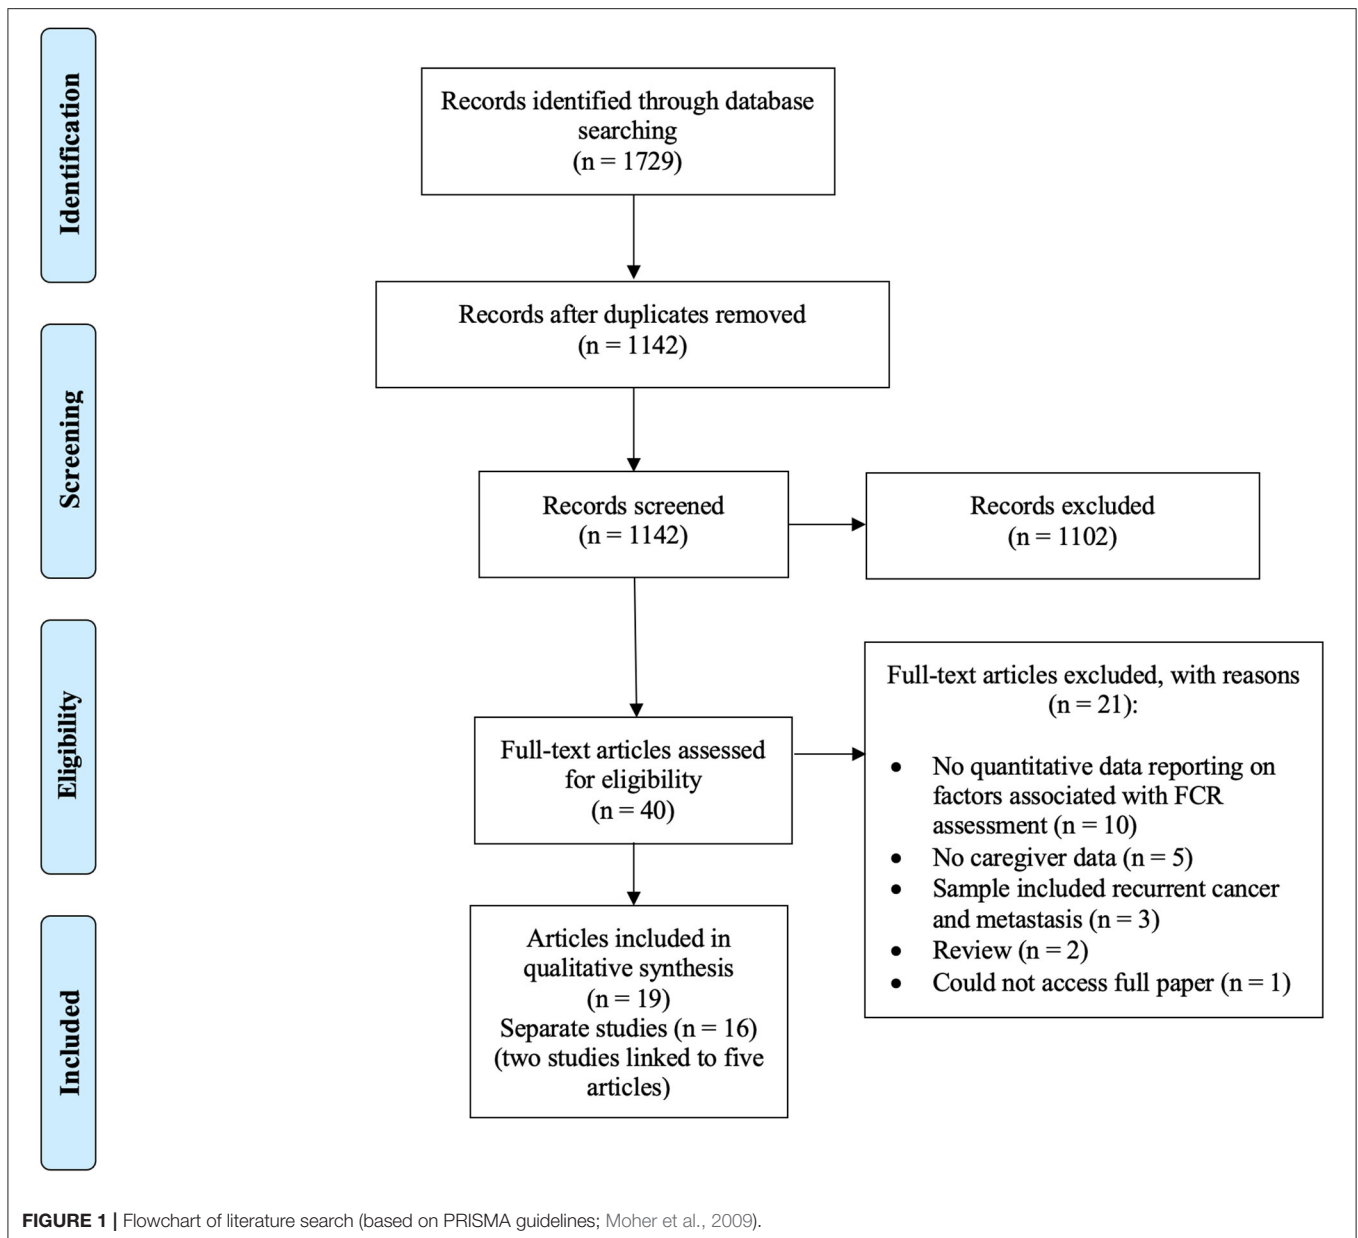 Identification
Records identified through database
searching
(n = 1729)
Records after duplicates removed
(n = 1142)
Screening
Records screened
(n = 1142)
Records excluded
(n = 1102)
Eligibility
Full-text articles assessed
for eligibility
(n = 40)
Full-text articles excluded, with reasons
(n = 21):
• No quantitative data reporting on
factors associated with FCR
assessment (n = 10)
• No caregiver data (n = 5)
• Sample included recurrent cancer
and metastasis (n = 3)
• Review (n = 2)
• Could not access full paper (n = 1)
Included
Articles included in
qualitative synthesis
(n = 19)
Separate studies (n = 16)
(two studies linked to five
articles)
FIGURE 1 | Flowchart of literature search (based on PRISMA guidelines; Moher et al., 2009).